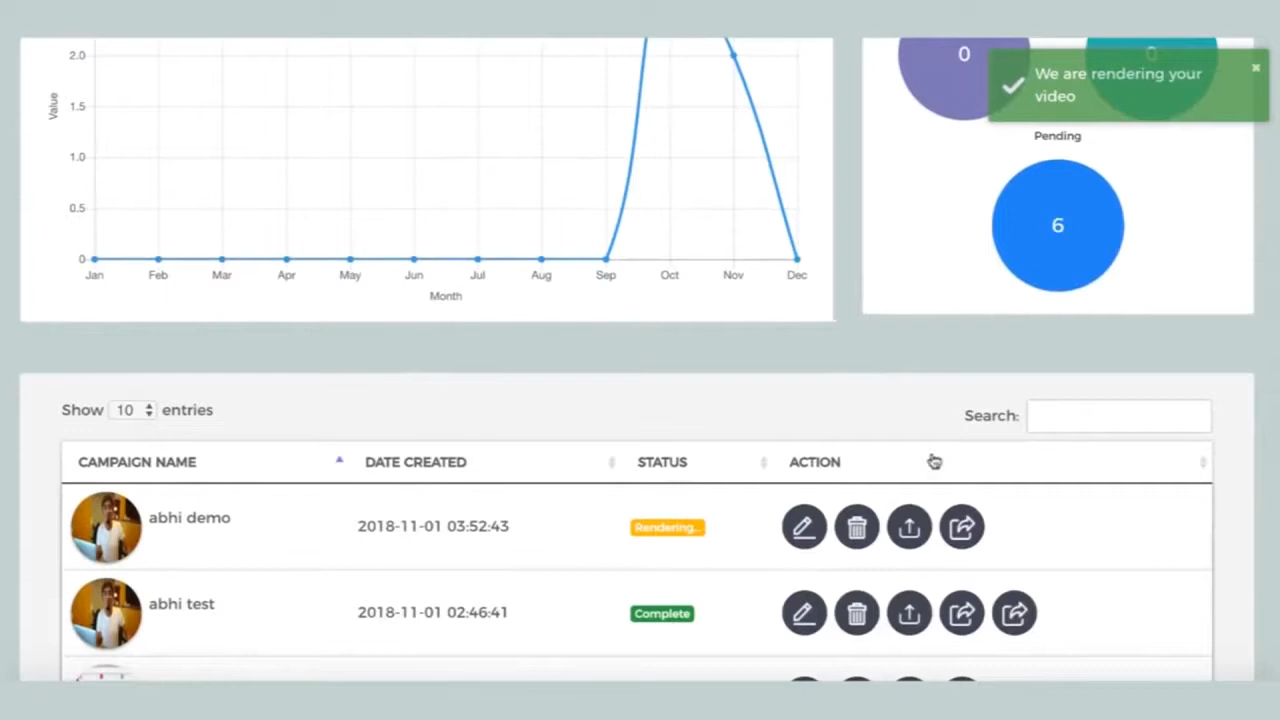 2.0
1.5
1.0
0.5
0
Value
Jan Feb Mar Apr May Jun Jul Aug Sep Oct Nov Dec
Month
0
0
We are rendering your
video
Pending
6
Show 10 entries
Search:
CAMPAIGN NAME DATE CREATED STATUS ACTION
abhi demo 2018-11-01 03:52:43 Rendering...
abhi test 2018-11-01 02:46:41 Complete